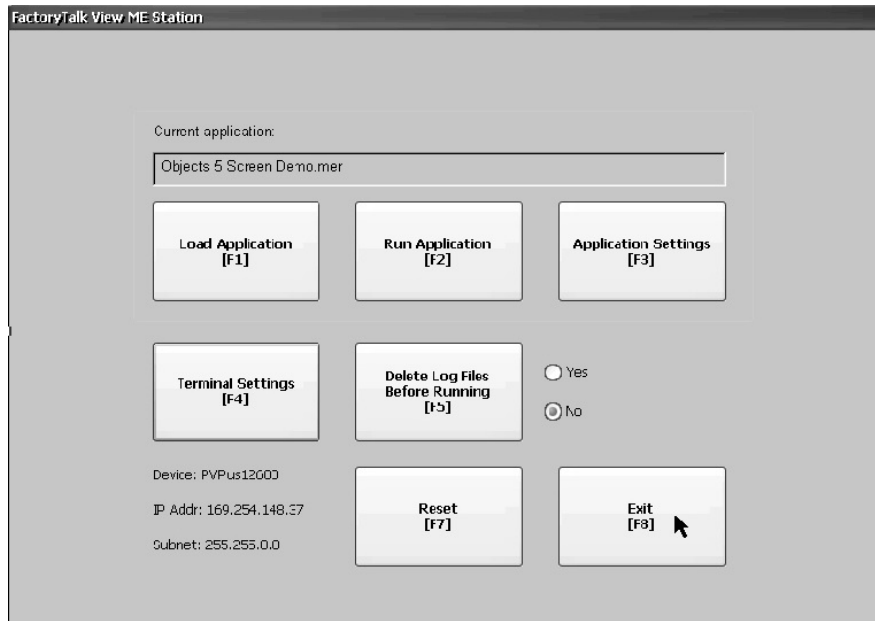 FactoryTalk View ME Station
Current application:
Objects 5 Screen Demo.mer
Load Application
[F1]
Run Application
[F2]
Application Settings
[F3]
Terminal Settings
[F4]
Delete Log Files
Before Running
[F5]
Yes
No
Device: PVPus12600
IP Addr: 169.254.148.37
Subnet: 255.255.0.0
Reset
[F7]
Exit
[F8]